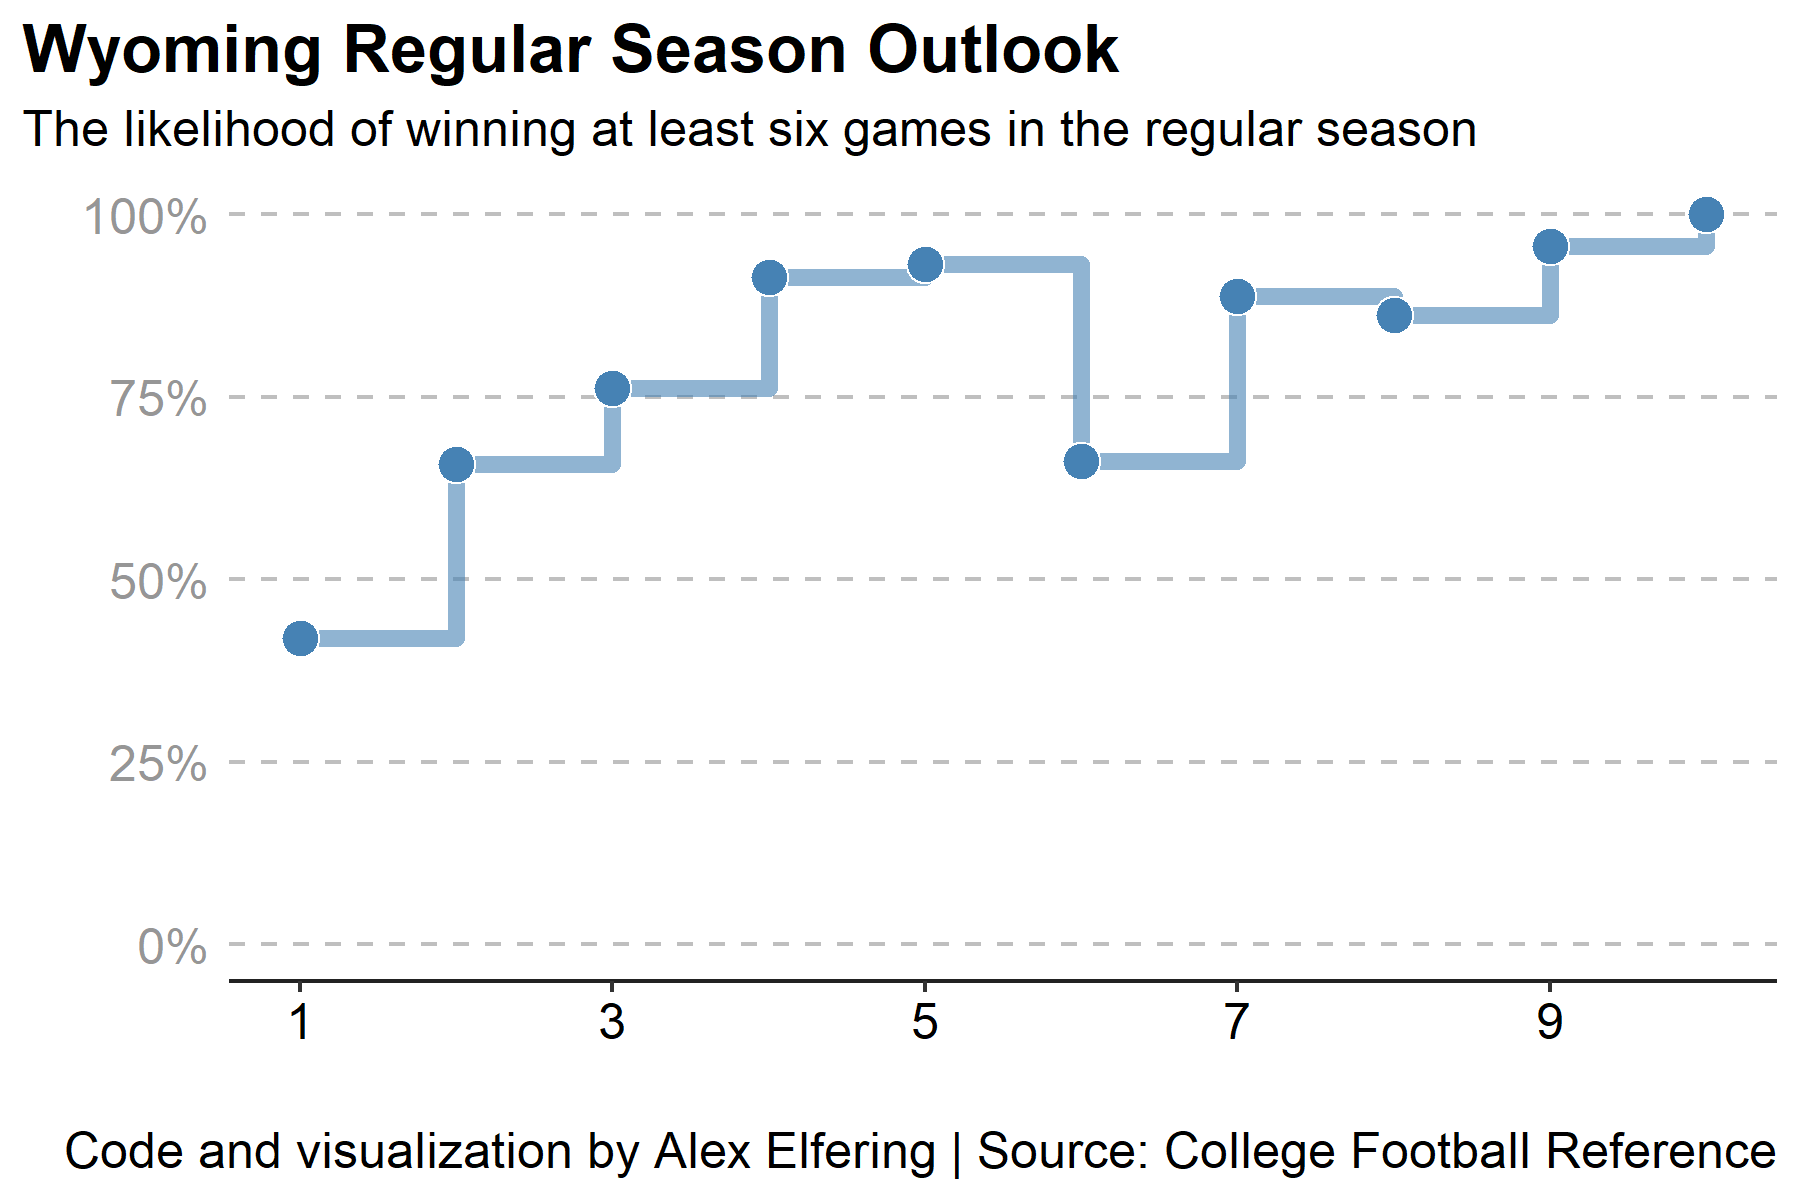 Wyoming Regular Season Outlook
The likelihood of winning at least six games in the regular season
100%
75%
50%
25%
0%
1 3 5 7 9
Code and visualization by Alex Elfering | Source: College Football Reference